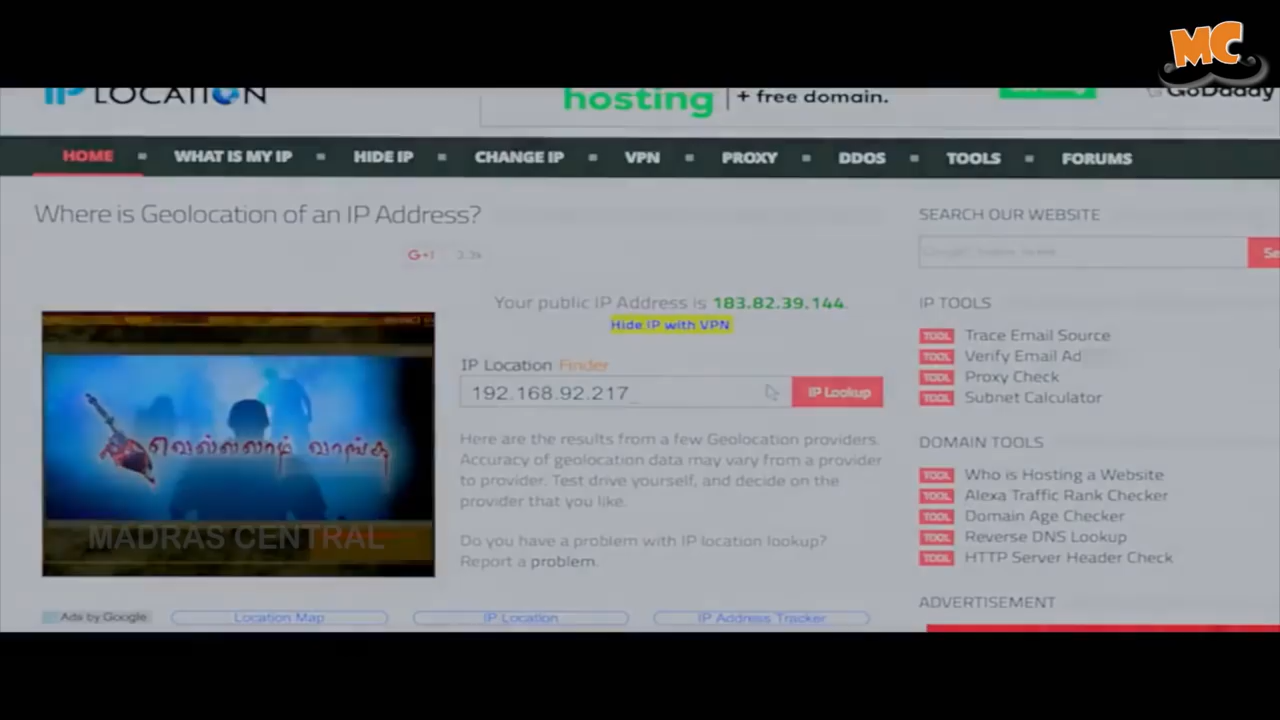 MC
IP LOCATION
hosting + free domain.
GoDaddy
HOME WHAT IS MY IP HIDE IP CHANGE IP VPN PROXY DDOS TOOLS FORUMS
Where is Geolocation of an IP Address?
G+1
Your public IP Address is 183.82.39.144.
Hide IP with VPN
IP Location Finder
192.168.92.217_
IP Lookup
Here are the results from a few Geolocation providers.
Accuracy of geolocation data may vary from a provider
to provider. Test drive yourself, and decide on the
provider that you like.
Do you have a problem with IP location lookup?
Report a problem.
வெல்லலாம் வாங்க
MADRAS CENTRAL
Ads by Google Location Map IP Location IP Address Tracker
SEARCH OUR WEBSITE
Se
IP TOOLS
TOOL Trace Email Source
TOOL Verify Email Ad
TOOL Proxy Check
TOOL Subnet Calculator
DOMAIN TOOLS
TOOL Who is Hosting a Website
TOOL Alexa Traffic Rank Checker
TOOL Domain Age Checker
TOOL Reverse DNS Lookup
TOOL HTTP Server Header Check
ADVERTISEMENT